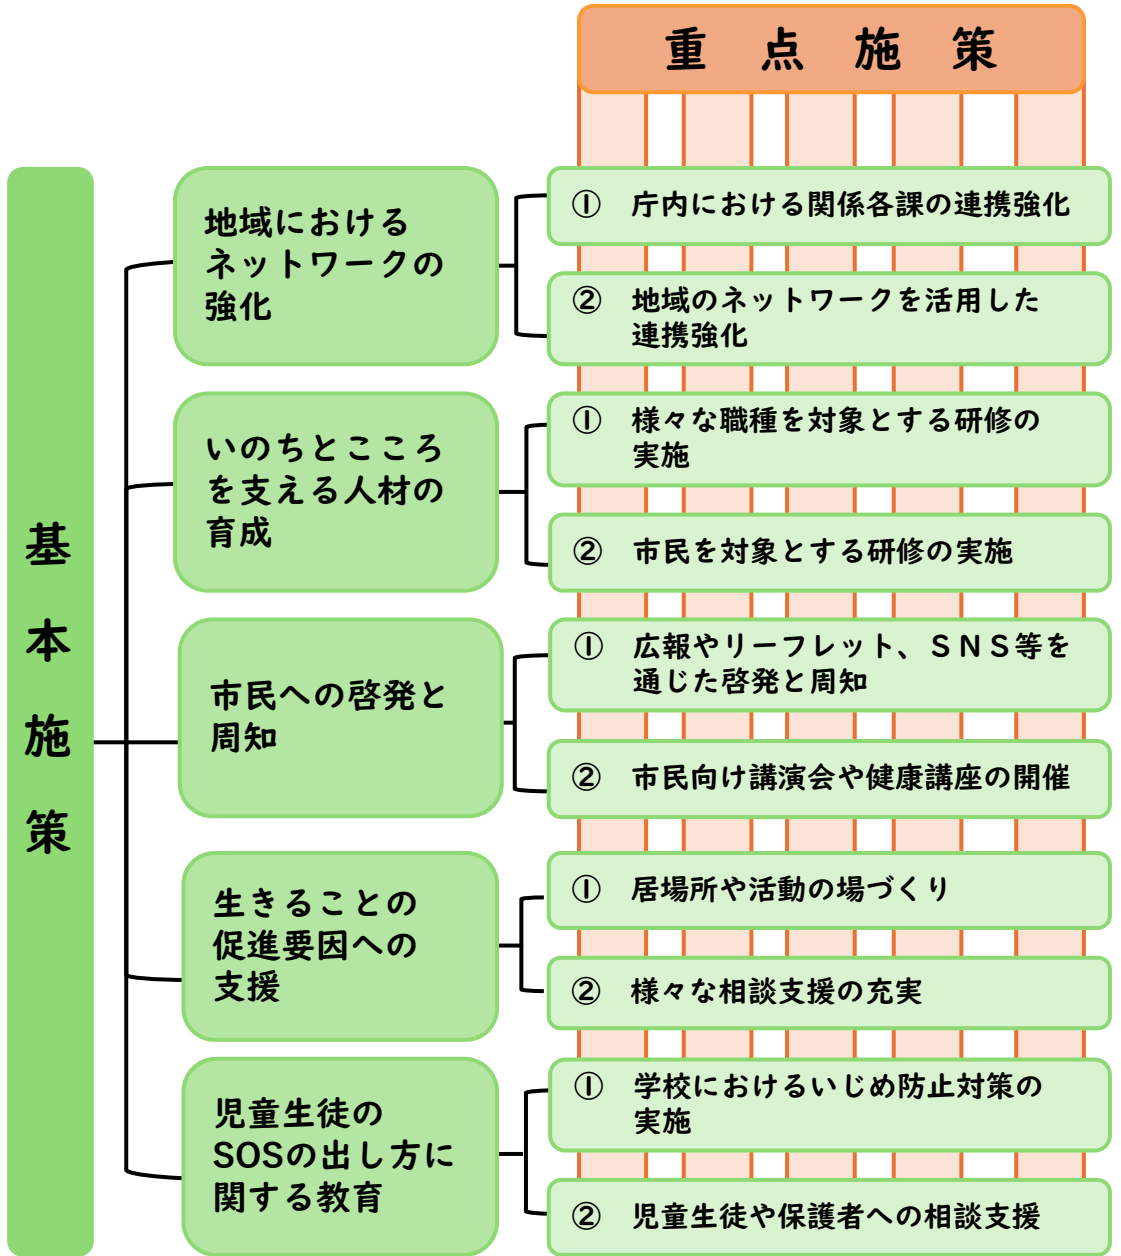 重点施策
基本施策
地域における
ネットワークの
強化
① 庁内における関係各課の連携強化
② 地域のネットワークを活用した
連携強化
いのちとこころ
を支える人材の
育成
① 様々な職種を対象とする研修の
実施
② 市民を対象とする研修の実施
市民への啓発と
周知
① 広報やリーフレット、ＳＮＳ等を
通じた啓発と周知
② 市民向け講演会や健康講座の開催
生きることの
促進要因への
支援
① 居場所や活動の場づくり
② 様々な相談支援の充実
児童生徒の
SOSの出し方に
関する教育
① 学校におけるいじめ防止対策の
実施
② 児童生徒や保護者への相談支援